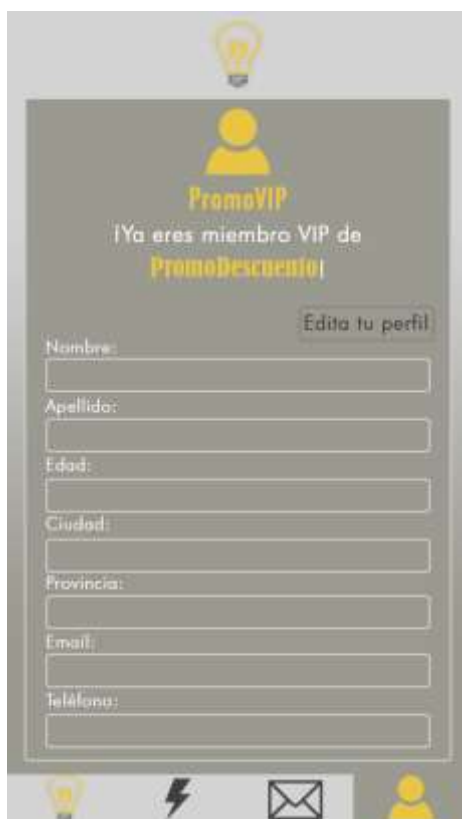 PromoVIP
¡Ya eres miembro VIP de
PromoDescuento!
Edita tu perfil
Nombre:
Apellido:
Edad:
Ciudad:
Provincia:
Email:
Teléfono: